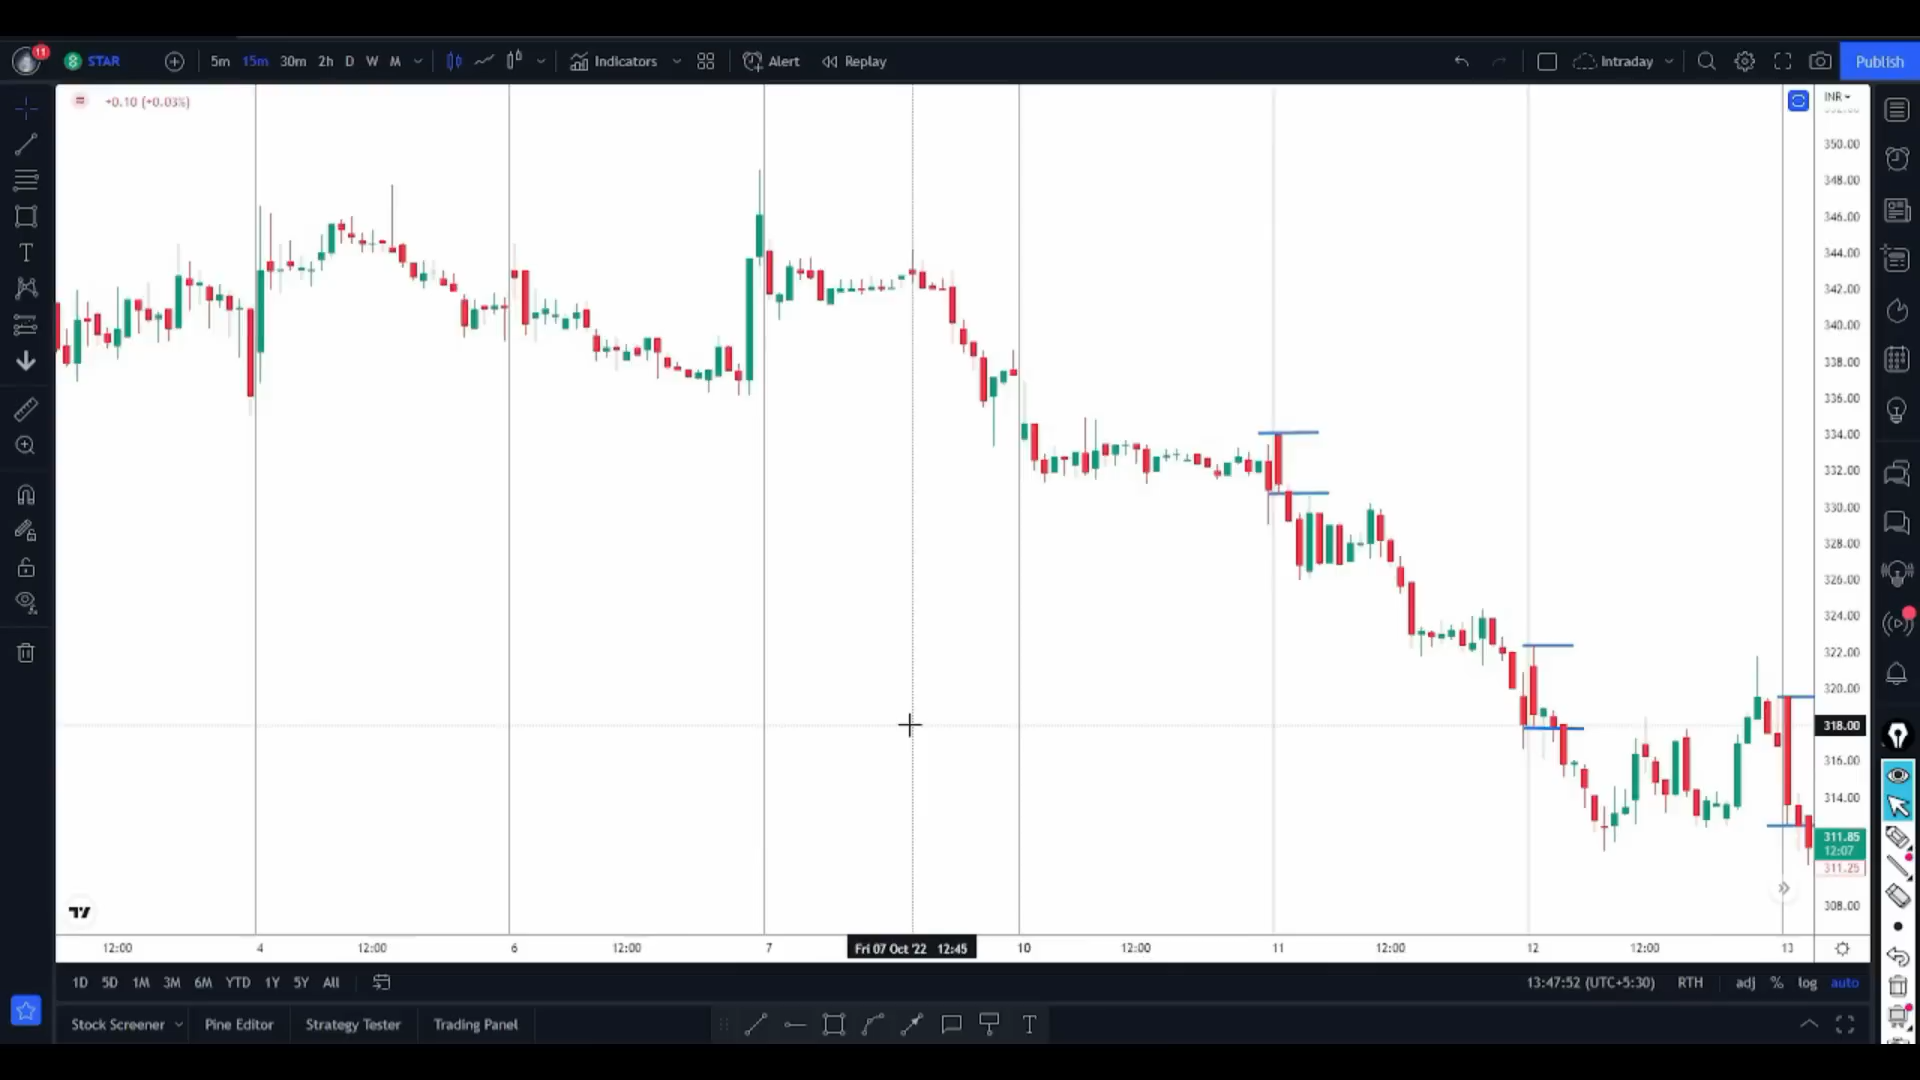 11
STAR
5m 15m 30m 2h D W M
Indicators
Alert
Replay
Intraday
Publish
+0.10 (+0.03%)
INR
350.00
348.00
346.00
344.00
342.00
340.00
338.00
336.00
334.00
332.00
330.00
328.00
326.00
324.00
322.00
320.00
318.00
316.00
314.00
311.85
12:07
311.25
308.00
12:00 4 12:00 6 12:00 7 Fri 07 Oct '22 12:45 10 12:00 11 12:00 12 12:00 13
1D 5D 1M 3M 6M YTD 1Y 5Y All
13:47:52 (UTC+5:30) RTH adj % log auto
Stock Screener Pine Editor Strategy Tester Trading Panel